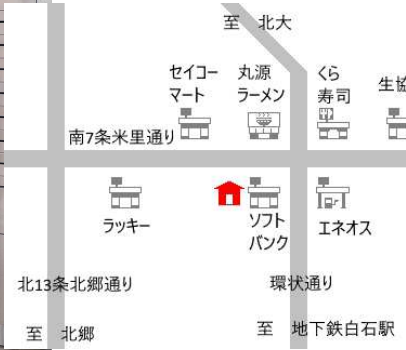 至 北大
セイコー
マート
丸源
ラーメン
くら
寿司
生協
南7条米里通り
ラッキー
ソフト
バンク
エネオス
北13条北郷通り
環状通り
至 北郷
至 地下鉄白石駅